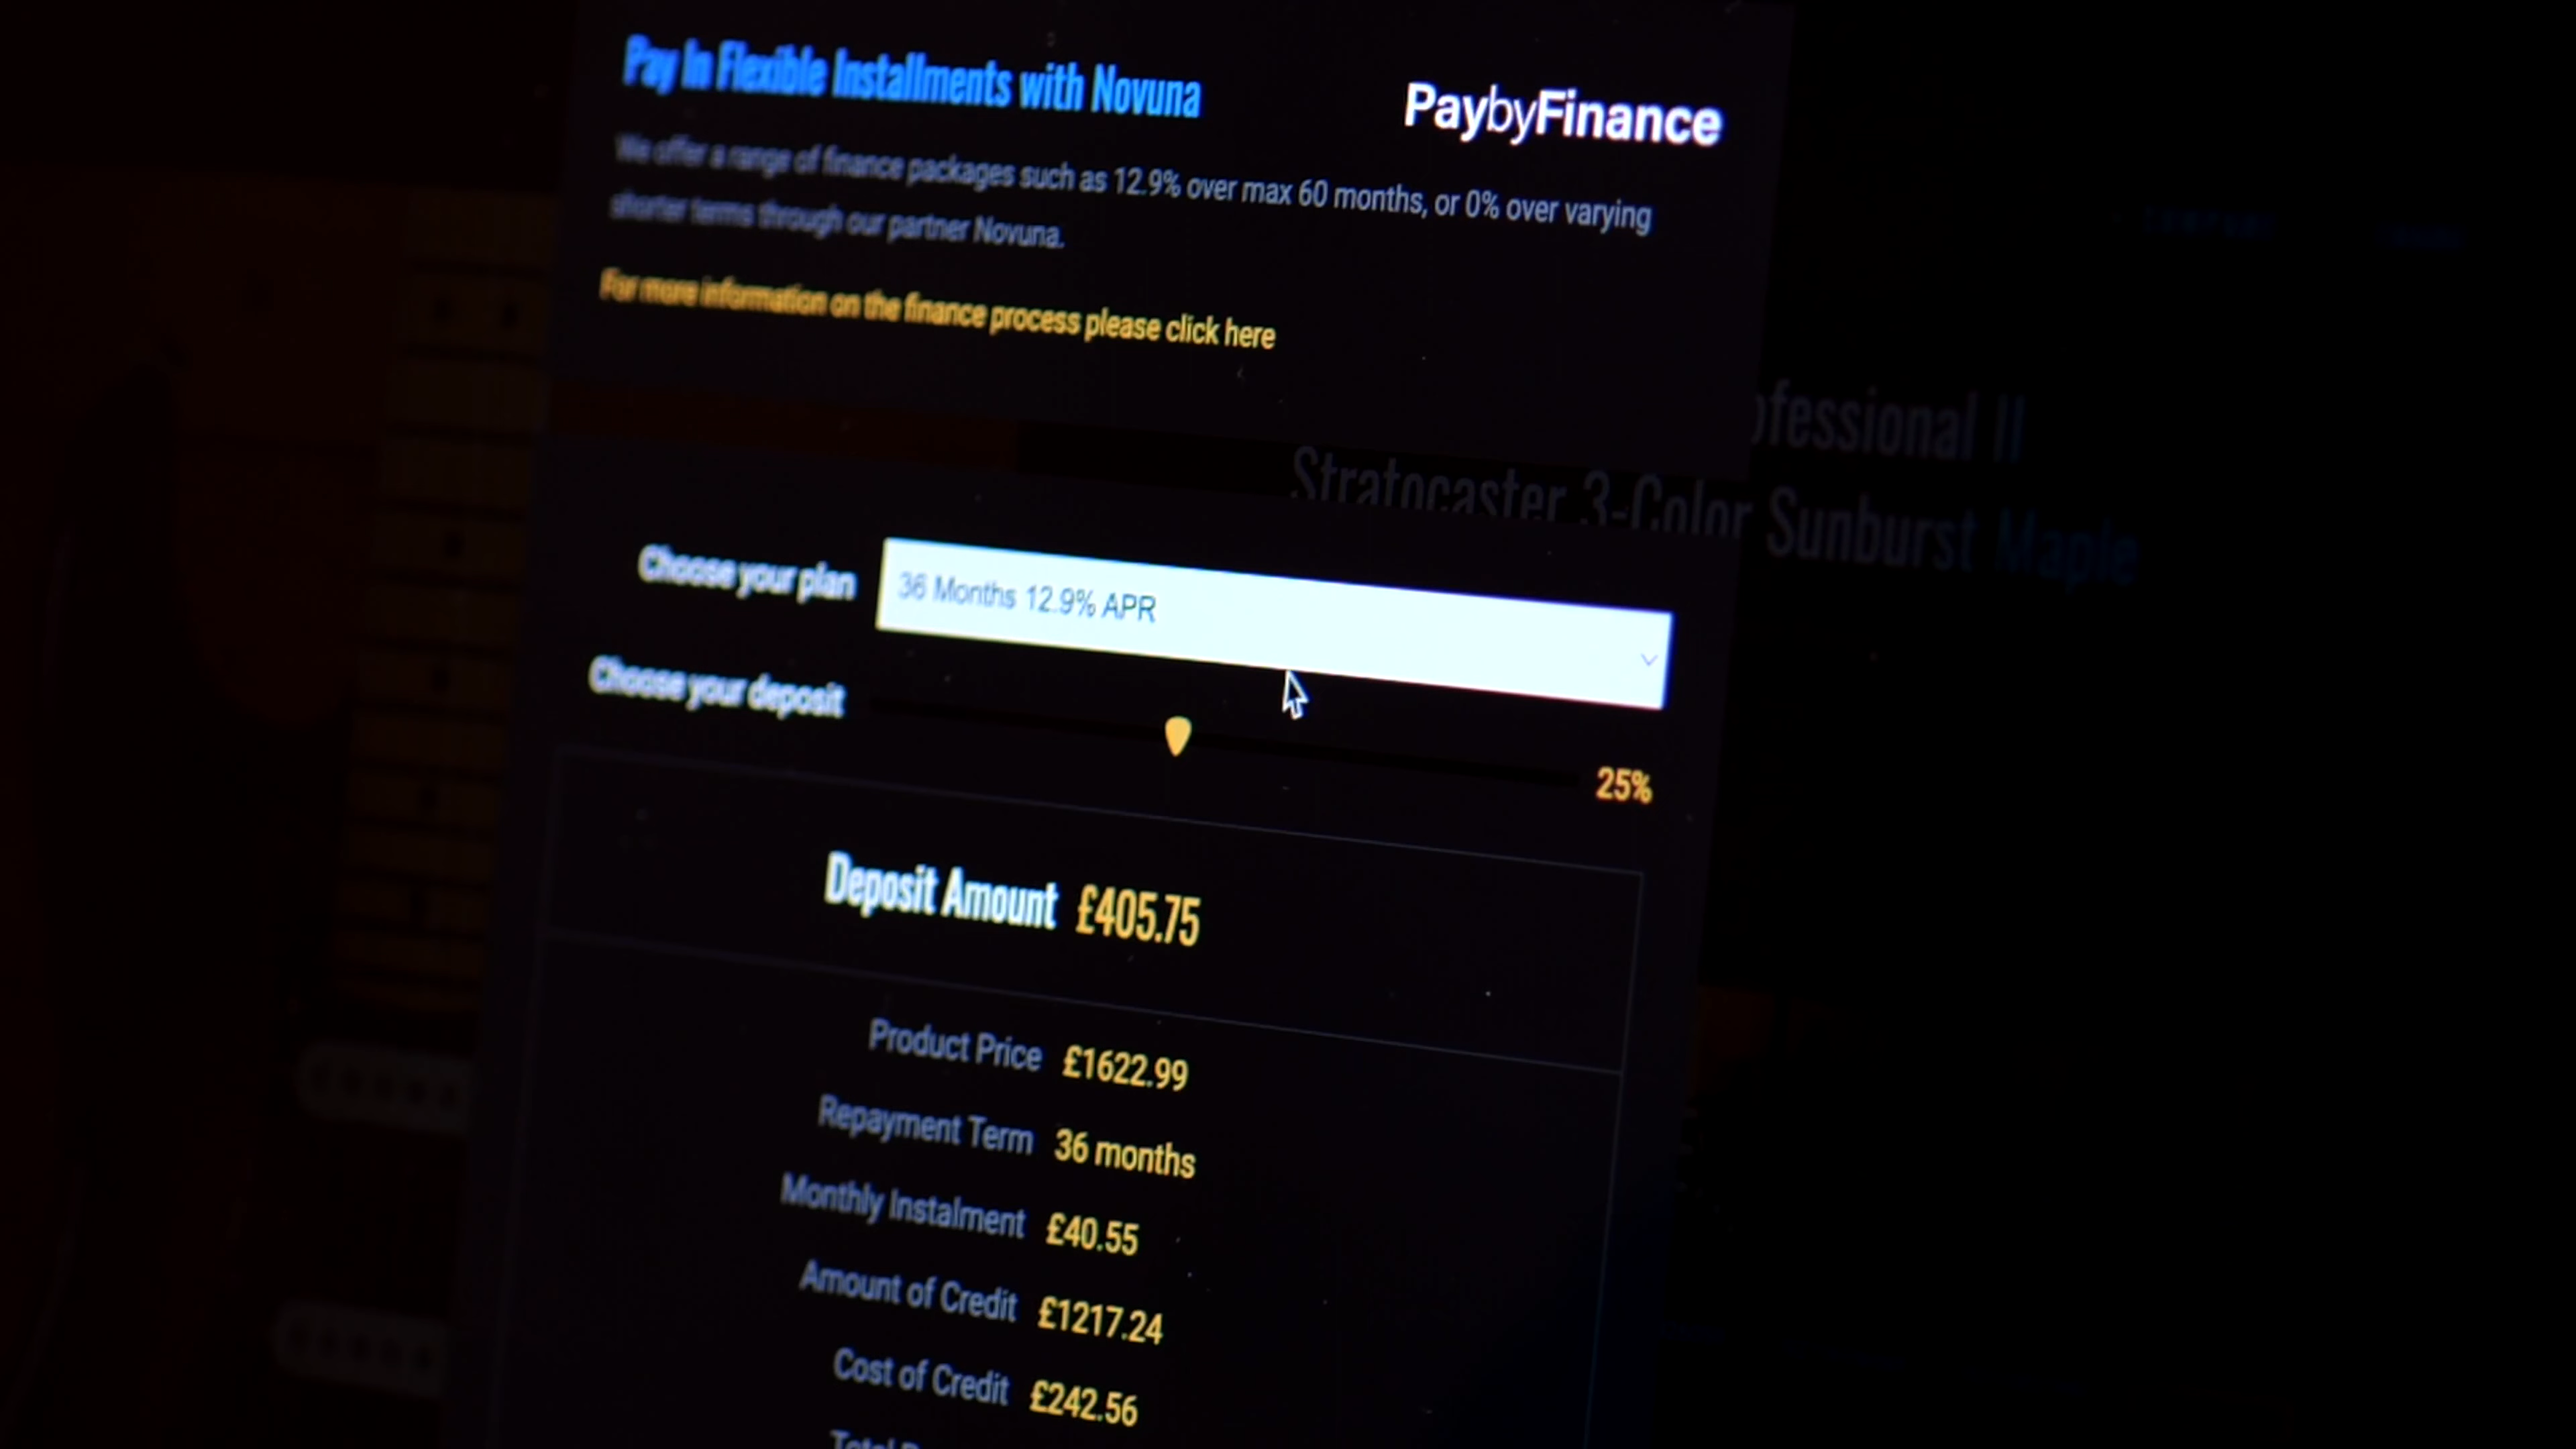 Pay In Flexible Installments with Novuna
PaybyFinance
We offer a range of finance packages such as 12.9% over max 60 months, or 0% over varying
shorter terms through our partner Novuna.
For more information on the finance process please click here
ofessional II
Stratocaster 3-Color Sunburst Maple
Choose your plan
36 Months 12.9% APR
Choose your deposit
25%
Deposit Amount £405.75
Product Price £1622.99
Repayment Term 36 months
Monthly Instalment £40.55
Amount of Credit £1217.24
Cost of Credit £242.56